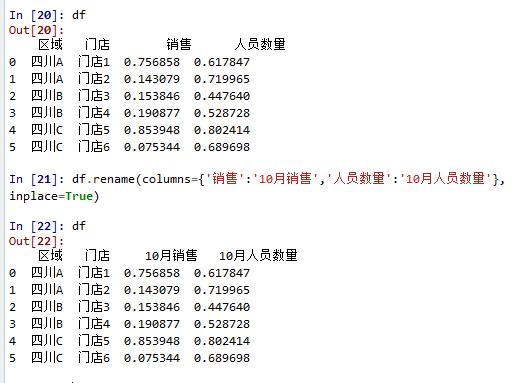 In [20]: df
Out[20]:
区域 门店 销售 人员数量
0 四川A 门店1 0.756858 0.617847
1 四川A 门店2 0.143079 0.719965
2 四川B 门店3 0.153846 0.447640
3 四川B 门店4 0.190877 0.528728
4 四川C 门店5 0.853948 0.802414
5 四川C 门店6 0.075344 0.689698
In [21]: df.rename(columns={'销售':'10月销售','人员数量':'10月人员数量'},
inplace=True)
In [22]: df
Out[22]:
区域 门店 10月销售 10月人员数量
0 四川A 门店1 0.756858 0.617847
1 四川A 门店2 0.143079 0.719965
2 四川B 门店3 0.153846 0.447640
3 四川B 门店4 0.190877 0.528728
4 四川C 门店5 0.853948 0.802414
5 四川C 门店6 0.075344 0.689698